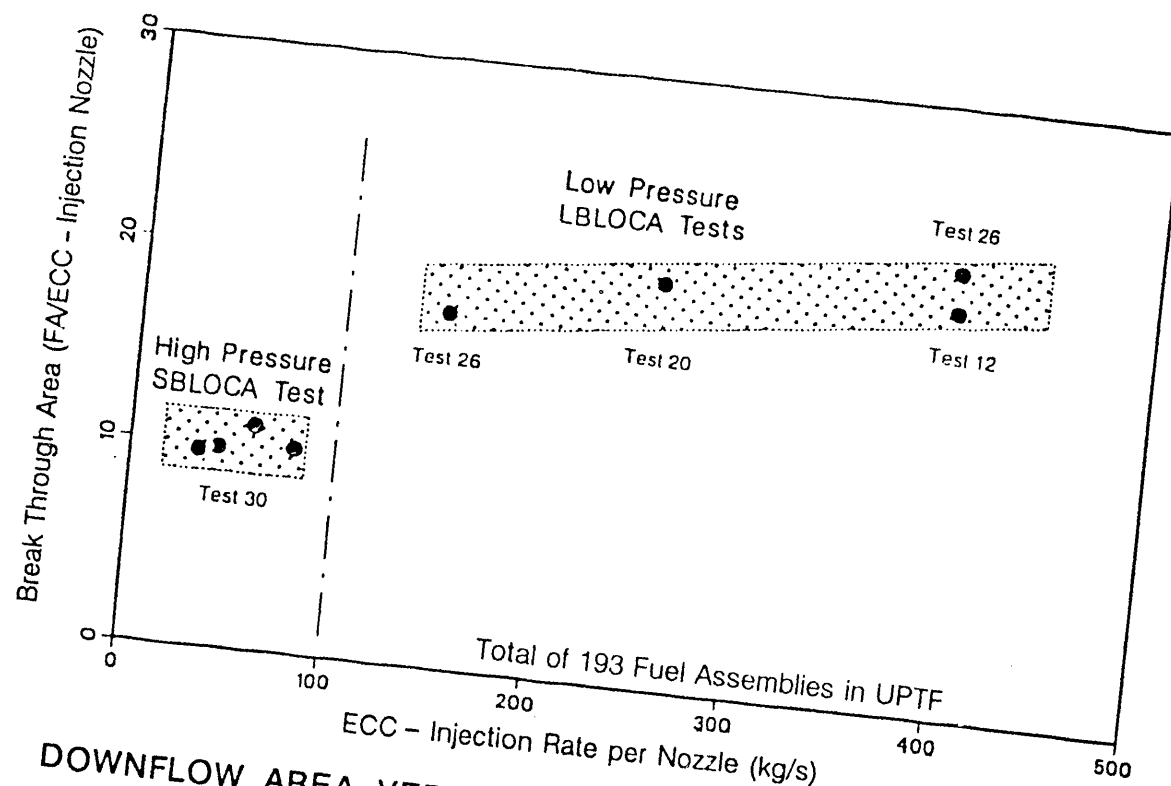 30
20
10
0
Break Through Area (FA/ECC – Injection Nozzle)
Low Pressure
LBLOCA Tests
Test 26
Test 26
Test 20
Test 12
High Pressure
SBLOCA Test
Test 30
Total of 193 Fuel Assemblies in UPTF
0
100
200
300
400
500
ECC – Injection Rate per Nozzle (kg/s)
DOWNFLOW AREA